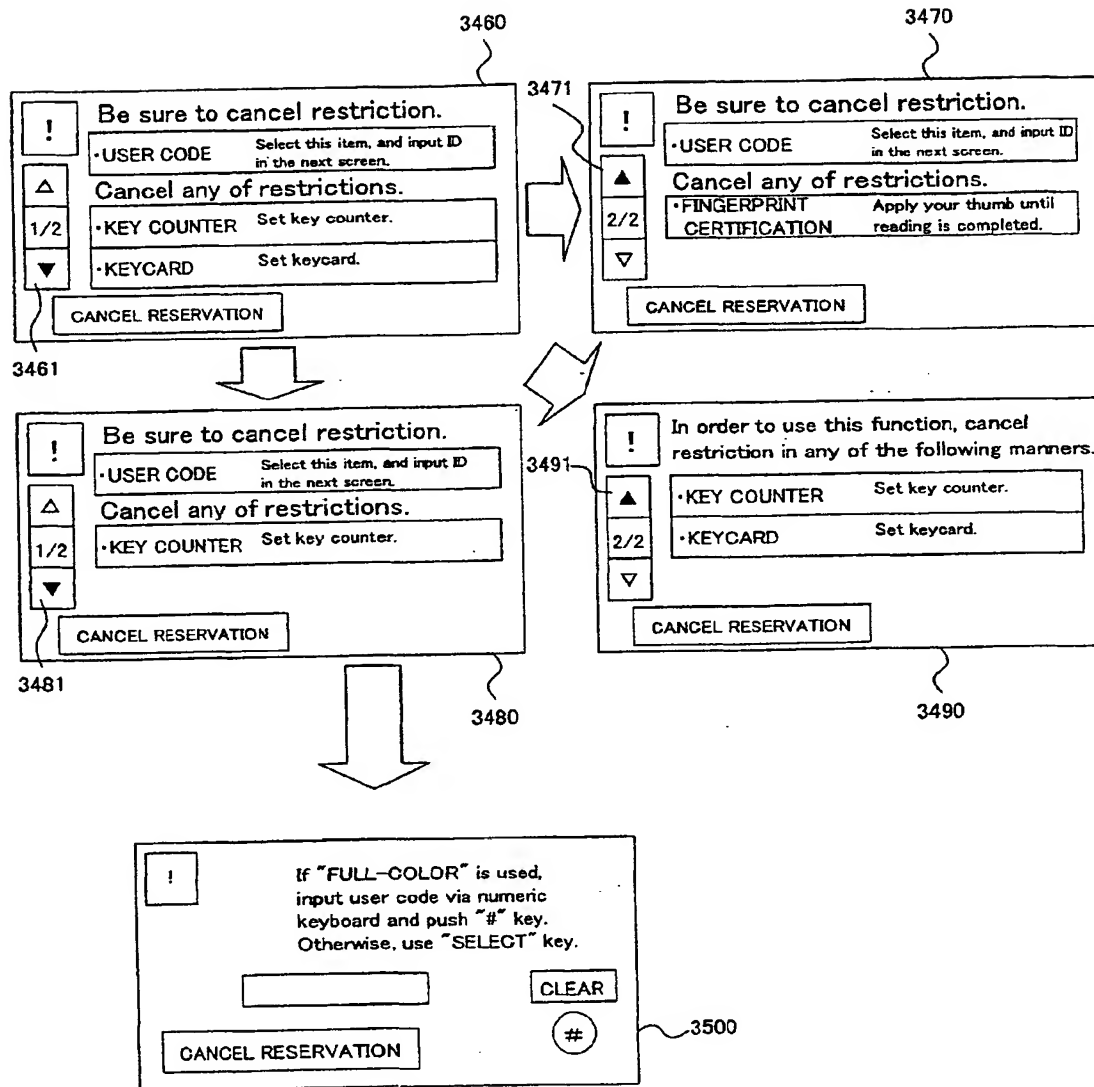 3460
!
Be sure to cancel restriction.
·USER CODE Select this item, and input ID
in the next screen.
△
Cancel any of restrictions.
1/2
·KEY COUNTER Set key counter.
▼
·KEYCARD Set keycard.
CANCEL RESERVATION
3461
3470
3471
!
Be sure to cancel restriction.
·USER CODE Select this item, and input ID
in the next screen.
▲
Cancel any of restrictions.
2/2
·FINGERPRINT Apply your thumb until
CERTIFICATION reading is completed.
▽
CANCEL RESERVATION
!
Be sure to cancel restriction.
·USER CODE Select this item, and input ID
in the next screen.
△
Cancel any of restrictions.
1/2
·KEY COUNTER Set key counter.
▼
CANCEL RESERVATION
3481
3480
!
In order to use this function, cancel
restriction in any of the following manners.
3491
▲
·KEY COUNTER Set key counter.
2/2
·KEYCARD Set keycard.
▽
CANCEL RESERVATION
3490
!
If "FULL-COLOR" is used,
input user code via numeric
keyboard and push "#" key.
Otherwise, use "SELECT" key.
CLEAR
#
CANCEL RESERVATION
3500